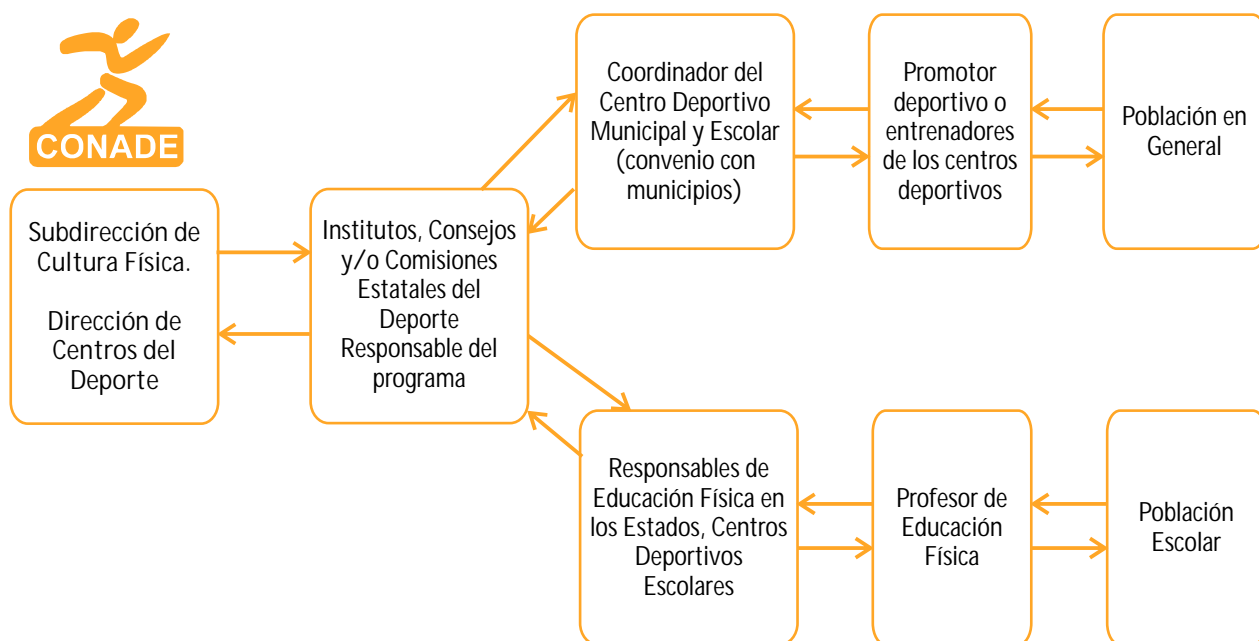 CONADE
Subdirección de
Cultura Física.
Dirección de
Centros del
Deporte
Institutos, Consejos
y/o Comisiones
Estatales del
Deporte
Responsable del
programa
Coordinador del
Centro Deportivo
Municipal y Escolar
(convenio con
municipios)
Promotor
deportivo o
entrenadores
de los centros
deportivos
Población en
General
Responsables de
Educación Física en
los Estados, Centros
Deportivos
Escolares
Profesor de
Educación
Física
Población
Escolar